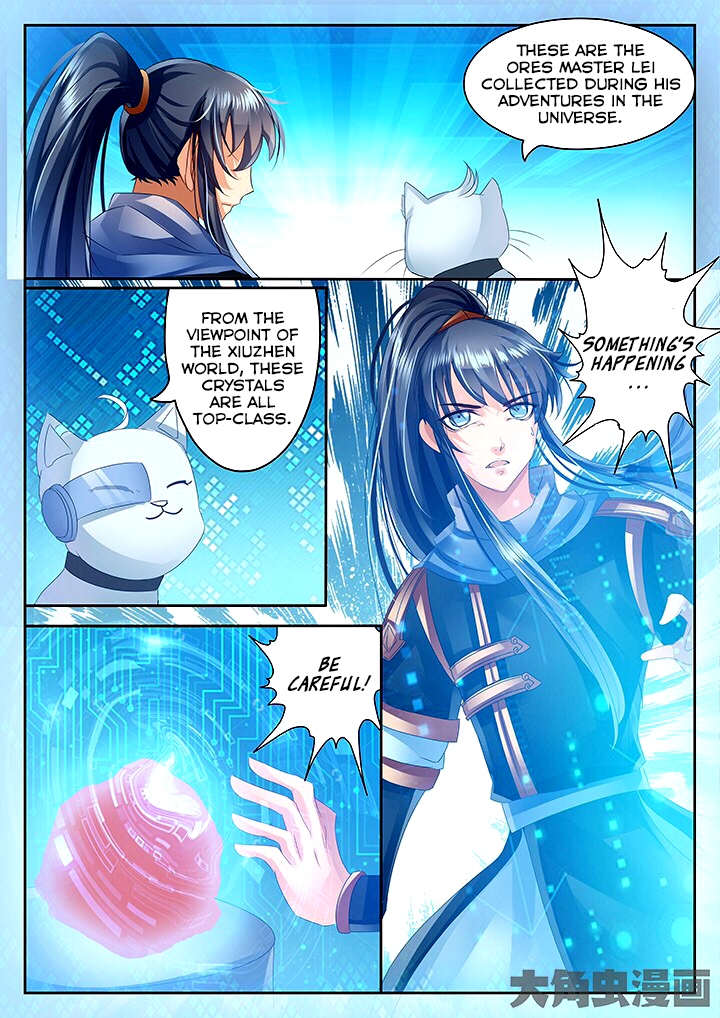 THESE ARE THE
ORES MASTER LEI
COLLECTED DURING HIS
ADVENTURES IN THE
UNIVERSE.
FROM THE
VIEWPOINT OF
THE XIUZHEN
WORLD, THESE
CRYSTALS
ARE ALL
TOP-CLASS.
SOMETHING'S
HAPPENING
...
BE
CAREFUL!
大角虫漫画